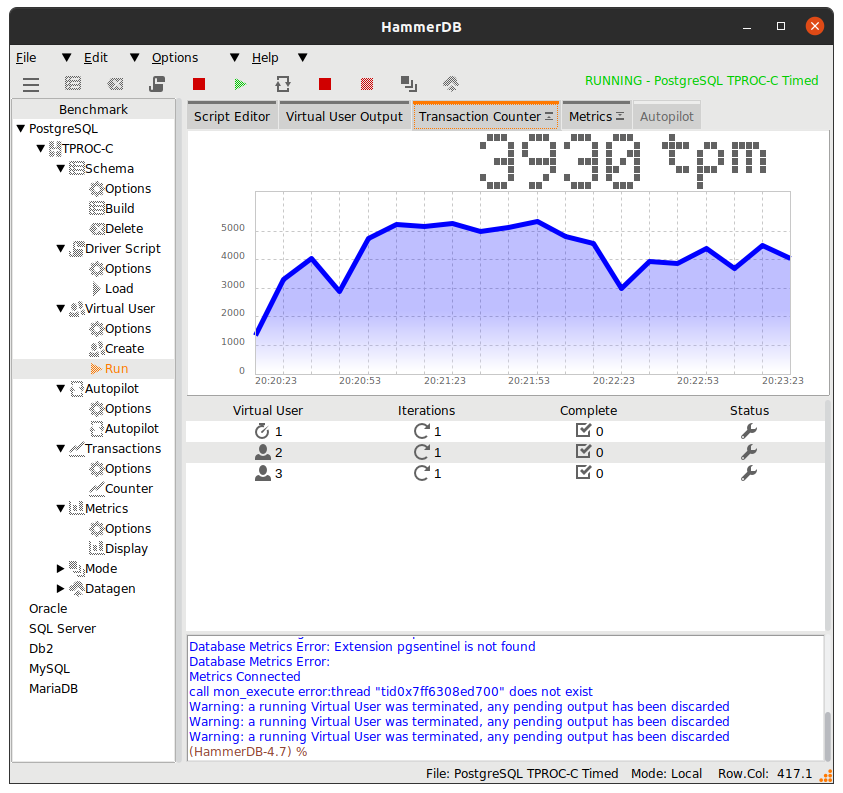 HammerDB
File Edit Options Help
RUNNING - PostgreSQL TPROC-C Timed
Benchmark
PostgreSQL
TPROC-C
Schema
Options
Build
Delete
Driver Script
Options
Load
Virtual User
Options
Create
Run
Autopilot
Options
Autopilot
Transactions
Options
Counter
Metrics
Options
Display
Mode
Datagen
Oracle
SQL Server
Db2
MySQL
MariaDB
Script Editor Virtual User Output Transaction Counter Metrics Autopilot
3930 tpm
5000
4000
3000
2000
1000
0
20:20:23 20:20:53 20:21:23 20:21:53 20:22:23 20:22:53 20:23:23
Virtual User Iterations Complete Status
1 1 0
2 1 0
3 1 0
Database Metrics Error: Extension pgsentinel is not found
Database Metrics Error:
Metrics Connected
call mon_execute error:thread "tid0x7ff6308ed700" does not exist
Warning: a running Virtual User was terminated, any pending output has been discarded
Warning: a running Virtual User was terminated, any pending output has been discarded
Warning: a running Virtual User was terminated, any pending output has been discarded
(HammerDB-4.7) %
File: PostgreSQL TPROC-C Timed Mode: Local Row.Col: 417.1